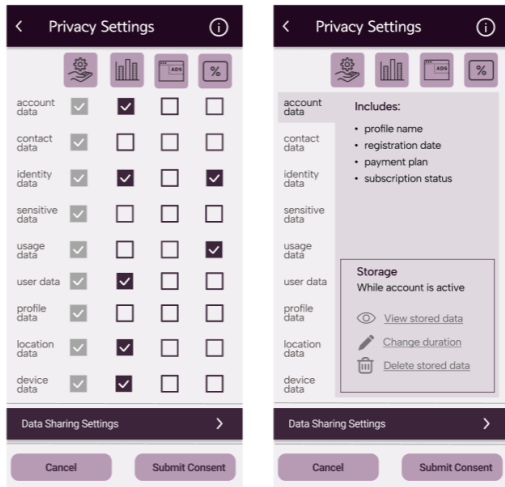 Privacy Settings
ADS
%
account
data
contact
data
identity
data
sensitive
data
usage
data
user data
profile
data
location
data
device
data
Data Sharing Settings
Cancel
Submit Consent
Privacy Settings
ADS
%
account
data
contact
data
identity
data
sensitive
data
usage
data
user data
profile
data
location
data
device
data
Includes:
• profile name
• registration date
• payment plan
• subscription status
Storage
While account is active
View stored data
Change duration
Delete stored data
Data Sharing Settings
Cancel
Submit Consent